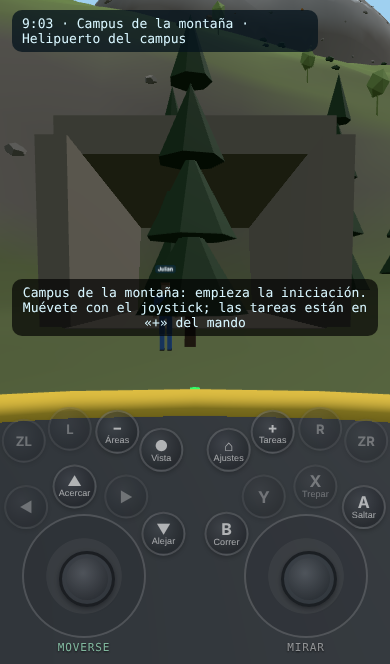 9:03 · Campus de la montaña ·
Helipuerto del campus
Julian
Campus de la montaña: empieza la iniciación.
Muévete con el joystick; las tareas están en
«+» del mando
ZL
L
−
Áreas
Vista
⌂
Ajustes
+
Tareas
R
ZR
Acercar
Y
X
Trepar
A
Saltar
Alejar
B
Correr
MOVERSE
MIRAR